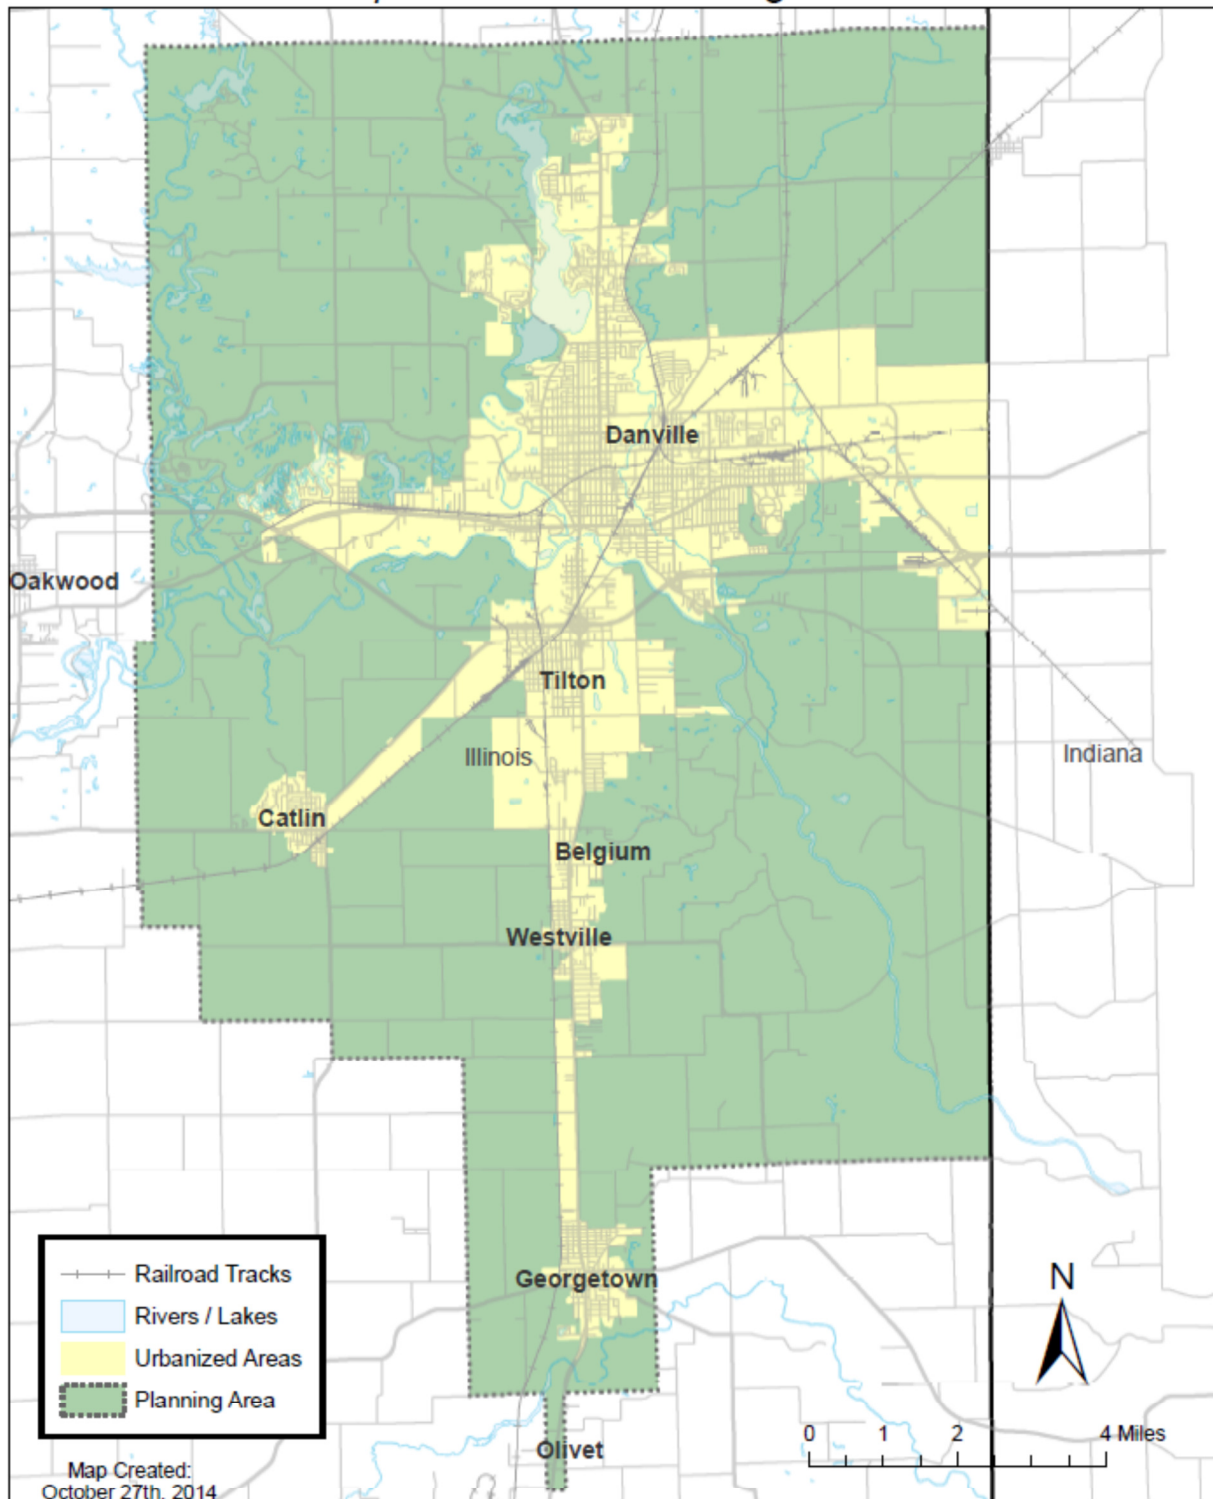 Danville
Oakwood
Tilton
Illinois
Indiana
Catlin
Belgium
Westville
Georgetown
Olivet
Railroad Tracks
Rivers / Lakes
Urbanized Areas
Planning Area
N
0 1 2 4 Miles
Map Created:
October 27th, 2014